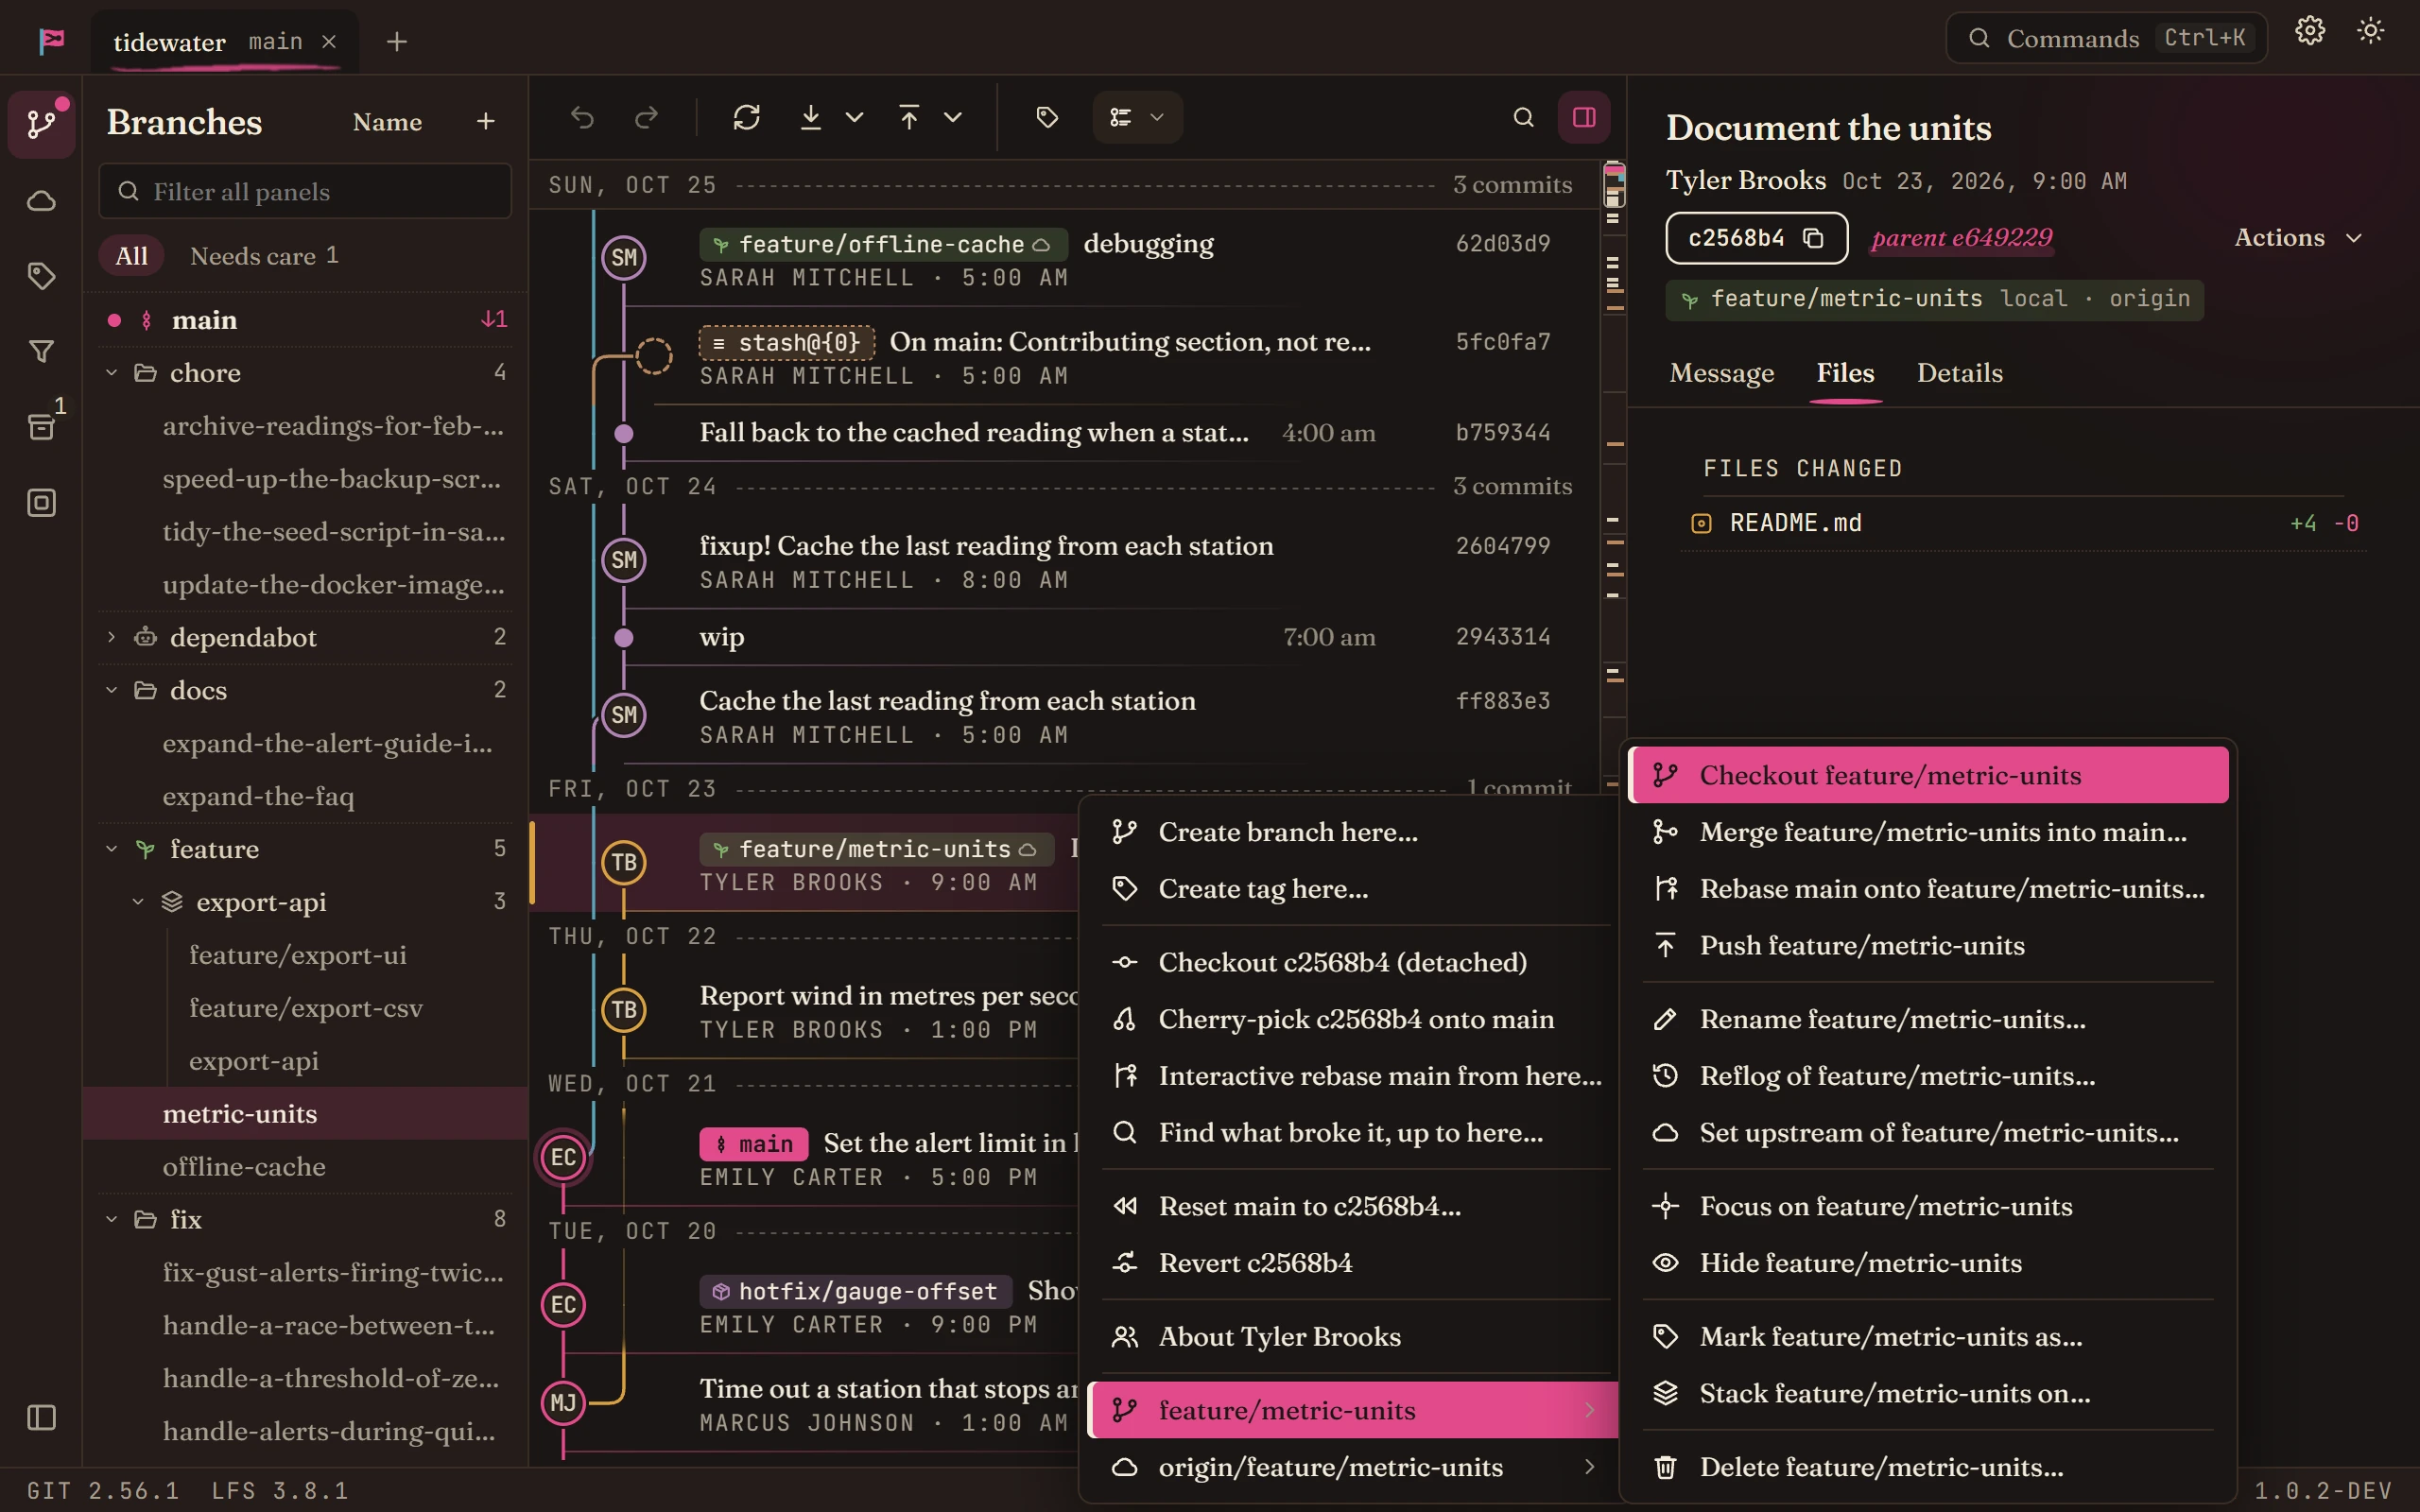 tidewater main
Commands Ctrl+K
Branches Name
Filter all panels
All Needs care 1
main 1
chore 4
archive-readings-for-feb-...
speed-up-the-backup-scr...
tidy-the-seed-script-in-sa...
update-the-docker-image...
dependabot 2
docs 2
expand-the-alert-guide-i...
expand-the-faq
feature 5
export-api 3
feature/export-ui
feature/export-csv
export-api
metric-units
offline-cache
fix 8
fix-gust-alerts-firing-twic...
handle-a-race-between-t...
handle-a-threshold-of-ze...
handle-alerts-during-qui...
1
SUN, OCT 25 3 commits
SM feature/offline-cache debugging 62d03d9
SARAH MITCHELL · 5:00 AM
stash@{0} On main: Contributing section, not re... 5fc0fa7
SARAH MITCHELL · 5:00 AM
Fall back to the cached reading when a stat... 4:00 am b759344
SAT, OCT 24 3 commits
SM fixup! Cache the last reading from each station 2604799
SARAH MITCHELL · 8:00 AM
wip 7:00 am 2943314
SM Cache the last reading from each station ff883e3
SARAH MITCHELL · 5:00 AM
FRI, OCT 23 1 commit
TB feature/metric-units
TYLER BROOKS · 9:00 AM
THU, OCT 22
TB Report wind in metres per seco
TYLER BROOKS · 1:00 PM
WED, OCT 21
EC main Set the alert limit in
EMILY CARTER · 5:00 PM
TUE, OCT 20
EC hotfix/gauge-offset Sho
EMILY CARTER · 9:00 PM
MJ Time out a station that stops
MARCUS JOHNSON · 1:00 AM
Document the units
Tyler Brooks Oct 23, 2026, 9:00 AM
c2568b4 parent e649229 Actions
feature/metric-units local · origin
Message Files Details
FILES CHANGED
README.md +4 -0
Create branch here...
Create tag here...
Checkout c2568b4 (detached)
Cherry-pick c2568b4 onto main
Interactive rebase main from here...
Find what broke it, up to here...
Reset main to c2568b4...
Revert c2568b4
About Tyler Brooks
feature/metric-units
origin/feature/metric-units
Checkout feature/metric-units
Merge feature/metric-units into main...
Rebase main onto feature/metric-units...
Push feature/metric-units
Rename feature/metric-units...
Reflog of feature/metric-units...
Set upstream of feature/metric-units...
Focus on feature/metric-units
Hide feature/metric-units
Mark feature/metric-units as...
Stack feature/metric-units on...
Delete feature/metric-units...
GIT 2.56.1 LFS 3.8.1
1.0.2-DEV